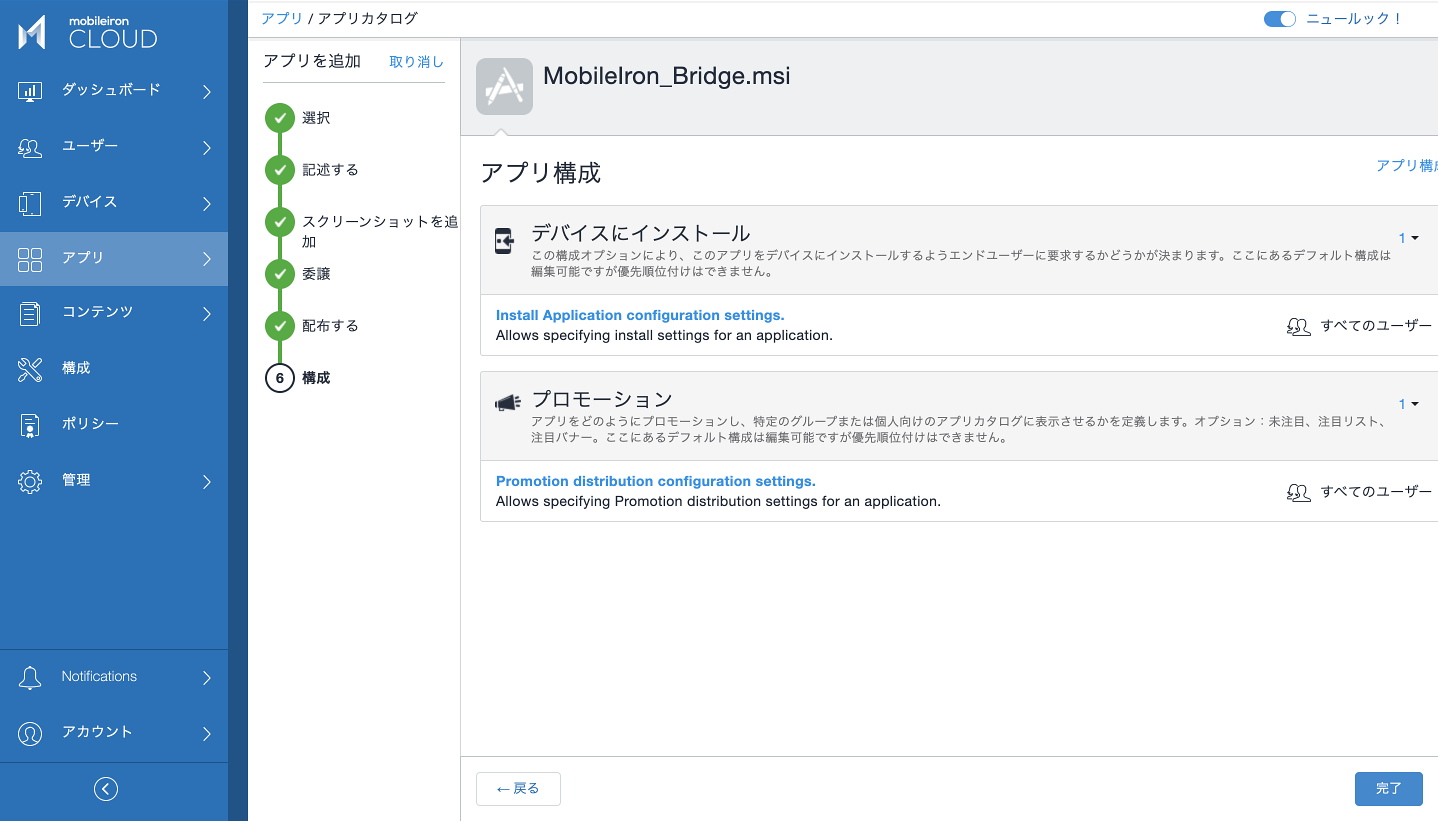 mobileiron
CLOUD
ダッシュボード
ユーザー
デバイス
アプリ
コンテンツ
構成
ポリシー
管理
Notifications
アカウント
アプリ / アプリカタログ
ニュールック！
アプリを追加 取り消し
選択
記述する
スクリーンショットを追
加
委譲
配布する
6 構成
MobileIron_Bridge.msi
アプリ構成
アプリ構成
デバイスにインストール
この構成オプションにより、このアプリをデバイスにインストールするようエンドユーザーに要求するかどうかが決まります。ここにあるデフォルト構成は
編集可能ですが優先順位付けはできません。
1
Install Application configuration settings.
Allows specifying install settings for an application.
すべてのユーザー
プロモーション
アプリをどのようにプロモーションし、特定のグループまたは個人向けのアプリカタログに表示させるかを定義します。オプション：未注目、注目リスト、
注目バナー。ここにあるデフォルト構成は編集可能ですが優先順位付けはできません。
1
Promotion distribution configuration settings.
Allows specifying Promotion distribution settings for an application.
すべてのユーザー
←戻る
完了